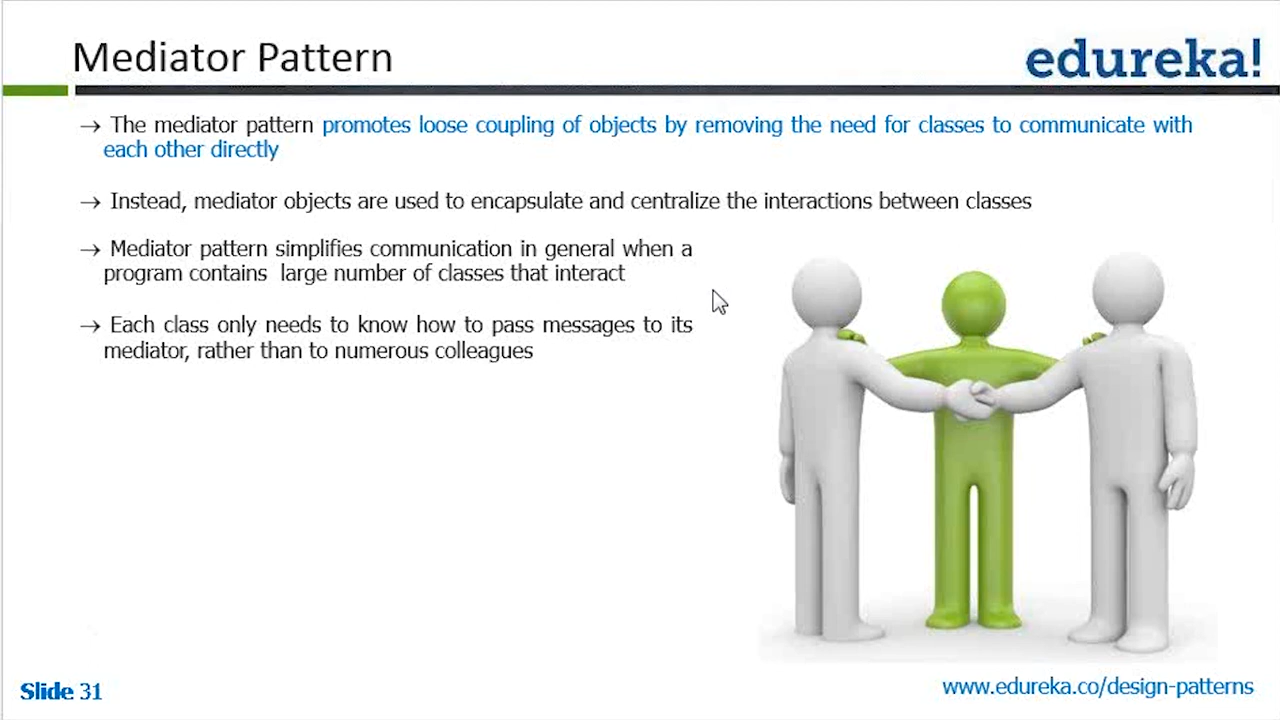 Mediator Pattern
edureka!
→ The mediator pattern promotes loose coupling of objects by removing the need for classes to communicate with
each other directly
→ Instead, mediator objects are used to encapsulate and centralize the interactions between classes
→ Mediator pattern simplifies communication in general when a
program contains large number of classes that interact
→ Each class only needs to know how to pass messages to its
mediator, rather than to numerous colleagues
Slide 31
www.edureka.co/design-patterns